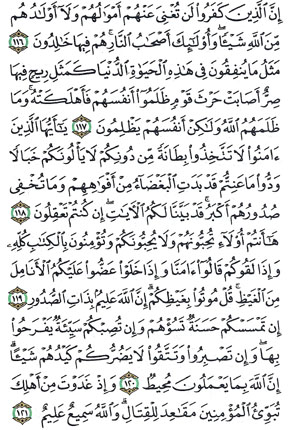 إِنَّ ٱلَّذِينَ كَفَرُوا۟ لَن تُغْنِىَ عَنْهُمْ أَمْوَٰلُهُمْ وَلَآ أَوْلَٰدُهُم
مِّنَ ٱللَّهِ شَيْـًٔا ۖ وَأُو۟لَٰٓئِكَ أَصْحَٰبُ ٱلنَّارِ ۚ هُمْ فِيهَا خَٰلِدُونَ ١١٦
مَثَلُ مَا يُنفِقُونَ فِى هَٰذِهِ ٱلْحَيَوٰةِ ٱلدُّنْيَا كَمَثَلِ رِيحٍ فِيهَا
صِرٌّ أَصَابَتْ حَرْثَ قَوْمٍ ظَلَمُوٓا۟ أَنفُسَهُمْ فَأَهْلَكَتْهُ ۚ وَمَا
ظَلَمَهُمُ ٱللَّهُ وَلَٰكِنْ أَنفُسَهُمْ يَظْلِمُونَ ١١٧ يَٰٓأَيُّهَا ٱلَّذِينَ
ءَامَنُوا۟ لَا تَتَّخِذُوا۟ بِطَانَةً مِّن دُونِكُمْ لَا يَأْلُونَكُمْ خَبَالًا
وَدُّوا۟ مَا عَنِتُّمْ قَدْ بَدَتِ ٱلْبَغْضَآءُ مِنْ أَفْوَٰهِهِمْ وَمَا تُخْفِى
صُدُورُهُمْ أَكْبَرُ ۚ قَدْ بَيَّنَّا لَكُمُ ٱلْءَايَٰتِ ۖ إِن كُنتُمْ تَعْقِلُونَ ١١٨
هَٰٓأَنتُمْ أُو۟لَآءِ تُحِبُّونَهُمْ وَلَا يُحِبُّونَكُمْ وَتُؤْمِنُونَ بِٱلْكِتَٰبِ كُلِّهِۦ
وَإِذَا لَقُوكُمْ قَالُوٓا۟ ءَامَنَّا وَإِذَا خَلَوْا۟ عَضُّوا۟ عَلَيْكُمُ ٱلْأَنَامِلَ
مِنَ ٱلْغَيْظِ ۚ قُلْ مُوتُوا۟ بِغَيْظِكُمْ ۗ إِنَّ ٱللَّهَ عَلِيمٌۢ بِذَاتِ ٱلصُّدُورِ ١١٩
إِن تَمْسَسْكُمْ حَسَنَةٌ تَسُؤْهُمْ وَإِن تُصِبْكُمْ سَيِّئَةٌ يَفْرَحُوا۟
بِهَا ۖ وَإِن تَصْبِرُوا۟ وَتَتَّقُوا۟ لَا يَضُرُّكُمْ كَيْدُهُمْ شَيْـًٔا ۗ
إِنَّ ٱللَّهَ بِمَا يَعْمَلُونَ مُحِيطٌ ١٢٠ وَإِذْ غَدَوْتَ مِنْ أَهْلِكَ
تُبَوِّئُ ٱلْمُؤْمِنِينَ مَقَٰعِدَ لِلْقِتَالِ ۗ وَٱللَّهُ سَمِيعٌ عَلِيمٌ ١٢١